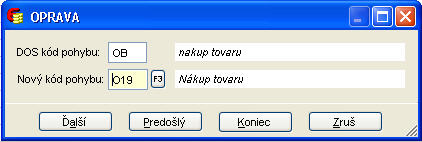 OPRAVA
DOS kód pohybu: OB nakup tovaru
Nový kód pohybu: O19 F3 Nákup tovaru
Ďalší Predošlý Koniec Zruš